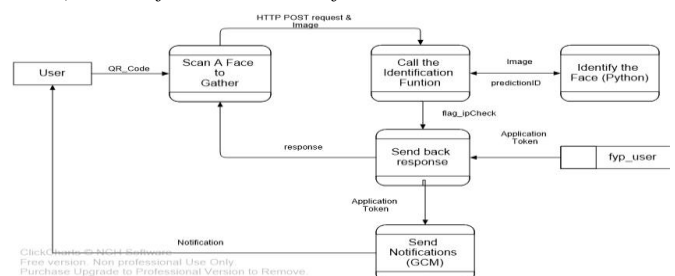 HTTP POST request &
Image
User
QR_Code
Scan A Face
to
Gather
Call the
Identification
Funtion
Image
predictionID
Identify the
Face (Python)
flag_ipCheck
response
Send back
response
Application
Token
fyp_user
Application
Token
Notification
Send
Notifications
(GCM)
ClickCharts © NCH Software
Free version. Non professional Use Only.
Purchase Upgrade to Professional Version to Remove.